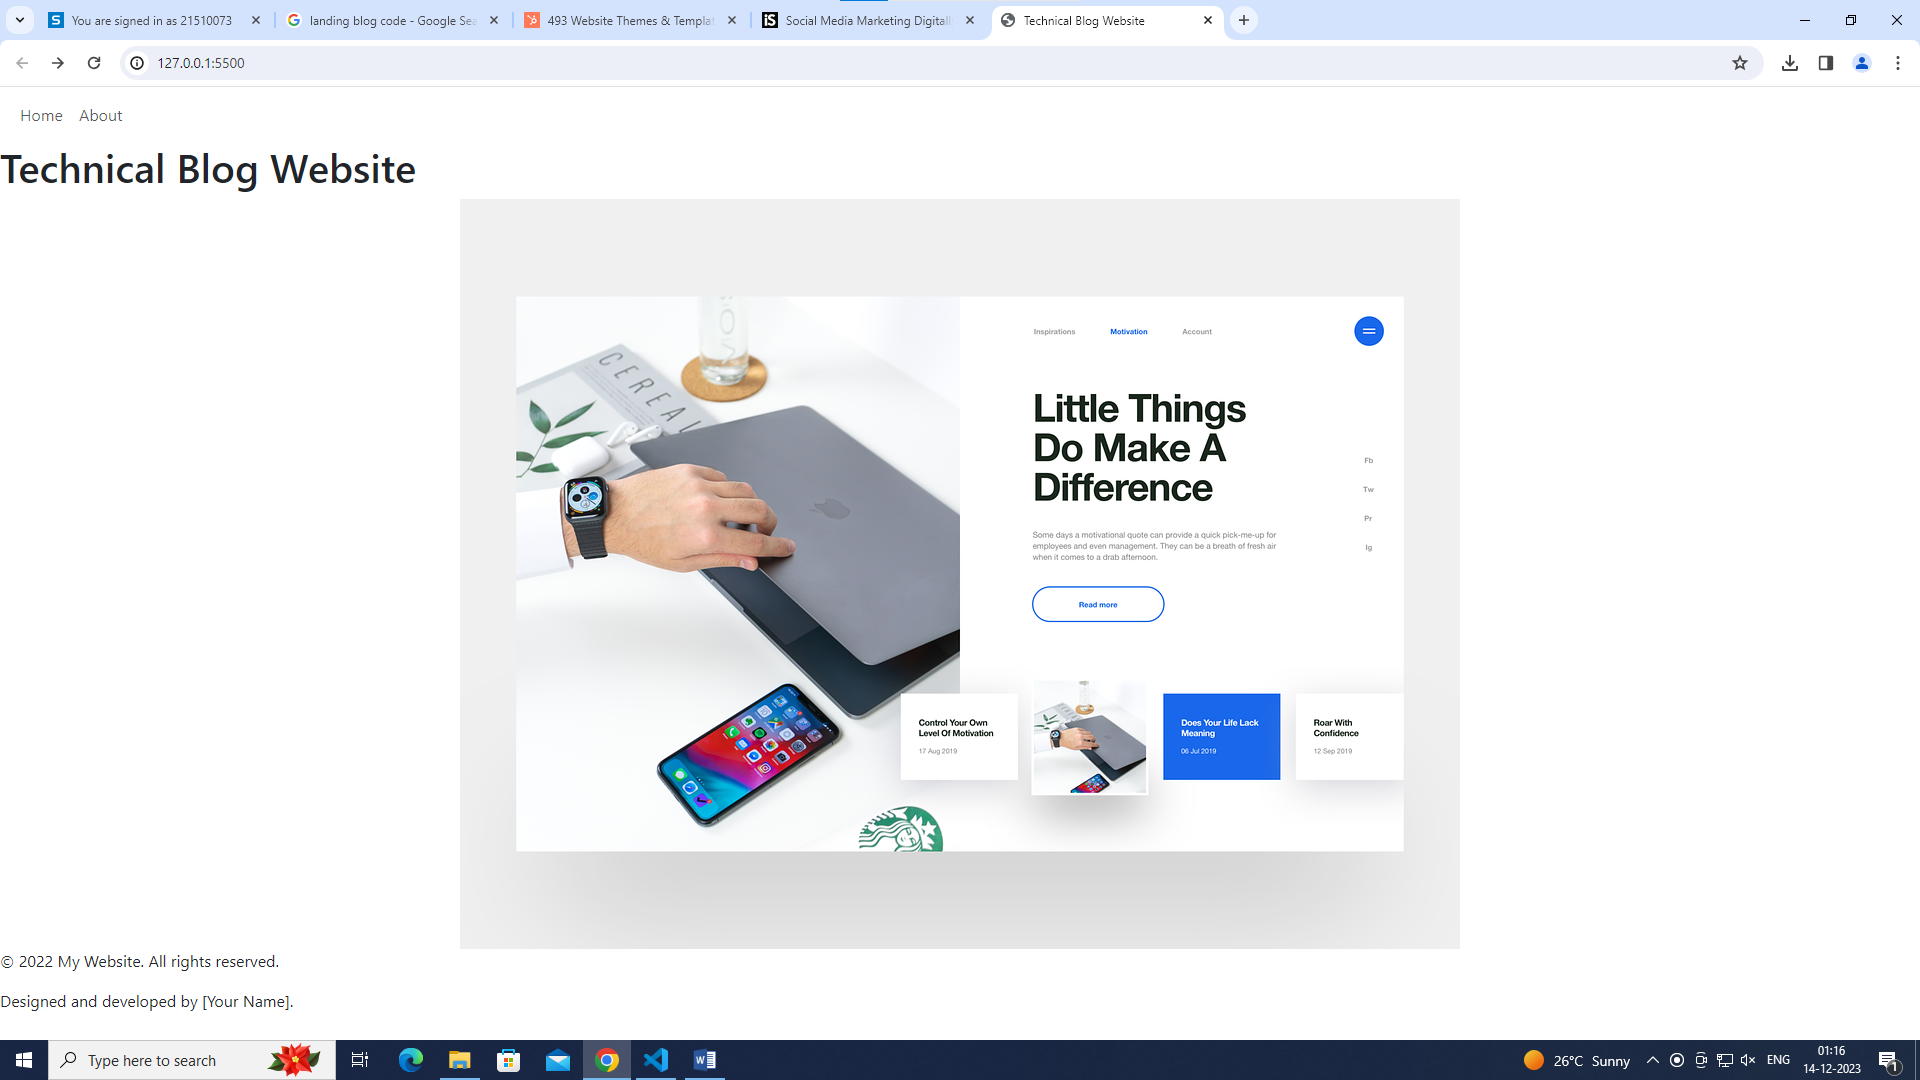 You are signed in as 21510073
landing blog code - Google Sea
493 Website Themes & Templat
Social Media Marketing Digitall
Technical Blog Website
127.0.0.1:5500
Home About
Technical Blog Website
Inspirations Motivation Account
Little Things
Do Make A
Difference
Fb
Tw
Pr
Ig
Some days a motivational quote can provide a quick pick-me-up for
employees and even management. They can be a breath of fresh air
when it comes to a drab afternoon.
Read more
Control Your Own
Level Of Motivation
17 Aug 2019
Does Your Life Lack
Meaning
06 Jul 2019
Roar With
Confidence
12 Sep 2019
© 2022 My Website. All rights reserved.
Designed and developed by [Your Name].
Type here to search
26°C Sunny
ENG
01:16
14-12-2023
1